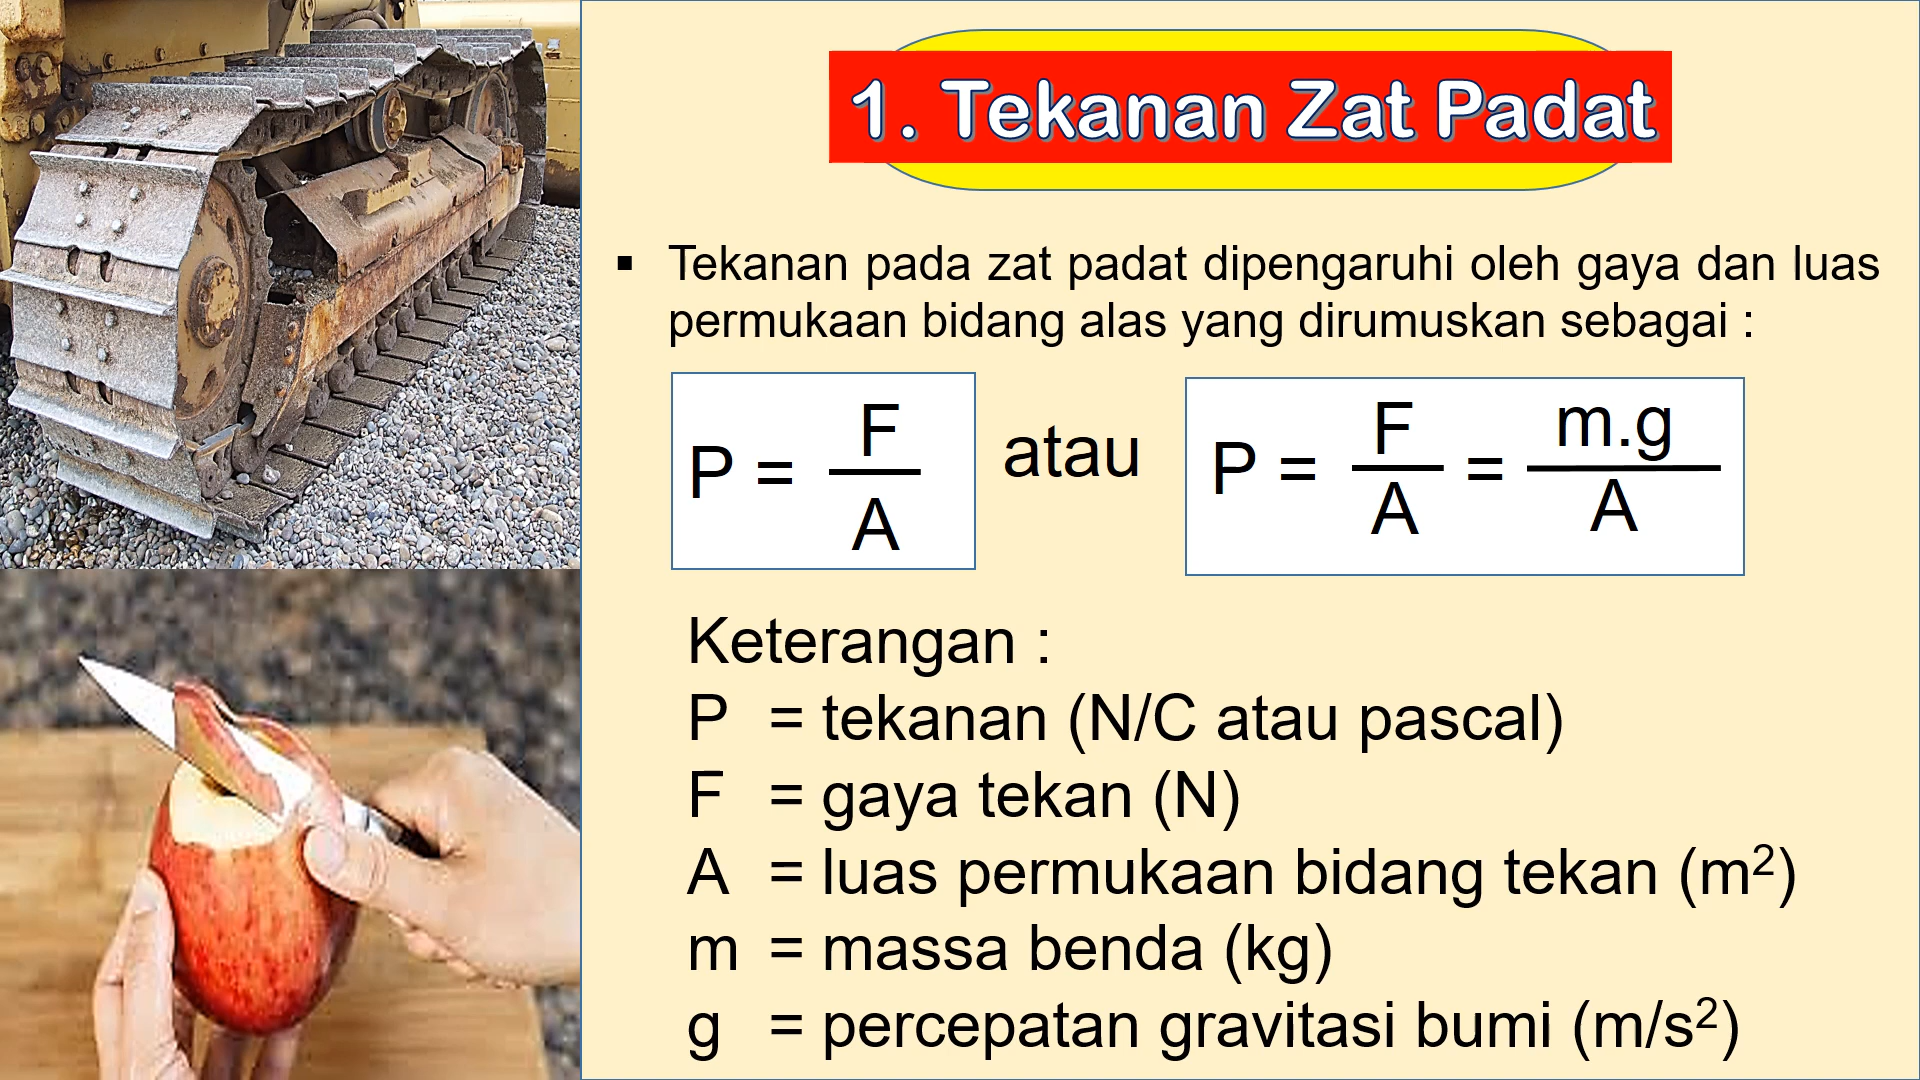 1. Tekanan Zat Padat
▪ Tekanan pada zat padat dipengaruhi oleh gaya dan luas
permukaan bidang alas yang dirumuskan sebagai :
P = F/A atau P = F/A = m.g/A
Keterangan :
P = tekanan (N/C atau pascal)
F = gaya tekan (N)
A = luas permukaan bidang tekan (m²)
m = massa benda (kg)
g = percepatan gravitasi bumi (m/s²)